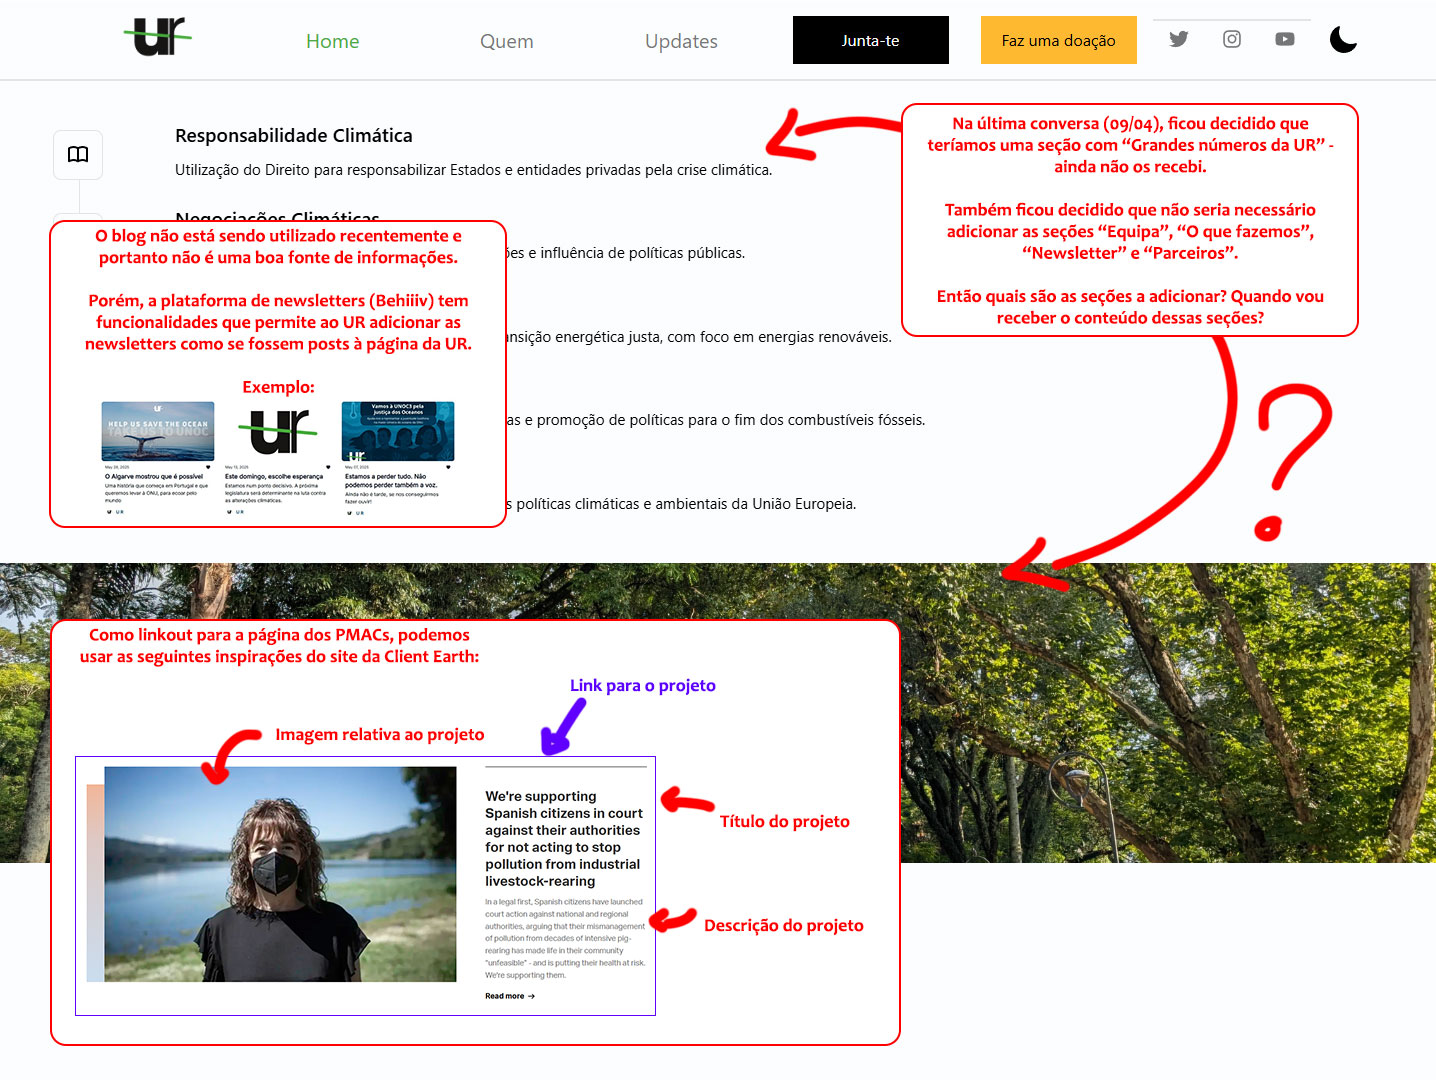 ur
Home
Quem
Updates
Junta-te
Faz uma doação
Responsabilidade Climática
Utilização do Direito para responsabilizar Estados e entidades privadas pela crise climática.
Negociações Climáticas
ões e influência de políticas públicas.
ansição energética justa, com foco em energias renováveis.
as e promoção de políticas para o fim dos combustíveis fósseis.
s políticas climáticas e ambientais da União Europeia.
Na última conversa (09/04), ficou decidido que
teríamos uma seção com “Grandes números da UR” -
ainda não os recebi.
Também ficou decidido que não seria necessário
adicionar as seções “Equipa”, “O que fazemos”,
“Newsletter” e “Parceiros”.
Então quais são as seções a adicionar? Quando vou
receber o conteúdo dessas seções?
?
O blog não está sendo utilizado recentemente e
portanto não é uma boa fonte de informações.
Porém, a plataforma de newsletters (Behiiiv) tem
funcionalidades que permite ao UR adicionar as
newsletters como se fossem posts à página da UR.
Exemplo:
ur
HELP US SAVE THE OCEAN
TAKE US TO UNOC
May 29, 2025
O Algarve mostrou que é possível
Uma história que começa em Portugal e que
queremos levar à ONU, para ecoar pelo
mundo
ur UR
ur
May 13, 2025
Este domingo, escolhe esperança
Estamos num ponto decisivo. A próxima
legislatura será determinante na luta contra
as alterações climáticas.
ur UR
Vamos à UNOC3 pela
justiça dos Oceanos
ur
May 07, 2025
Estamos a perder tudo. Não
podemos perder também a voz.
Ainda não é tarde, se nos conseguirmos
fazer ouvir!
ur UR
Como linkout para a página dos PMACs, podemos
usar as seguintes inspirações do site da Client Earth:
Link para o projeto
Imagem relativa ao projeto
We're supporting
Spanish citizens in court
against their authorities
for not acting to stop
pollution from industrial
livestock-rearing
In a legal first, Spanish citizens have launched
court action against national and regional
authorities, arguing that their mismanagement
of pollution from decades of intensive pig-
rearing has made life in their community
"unfeasible" - and is putting their health at risk.
We're supporting them.
Read more →
Título do projeto
Descrição do projeto